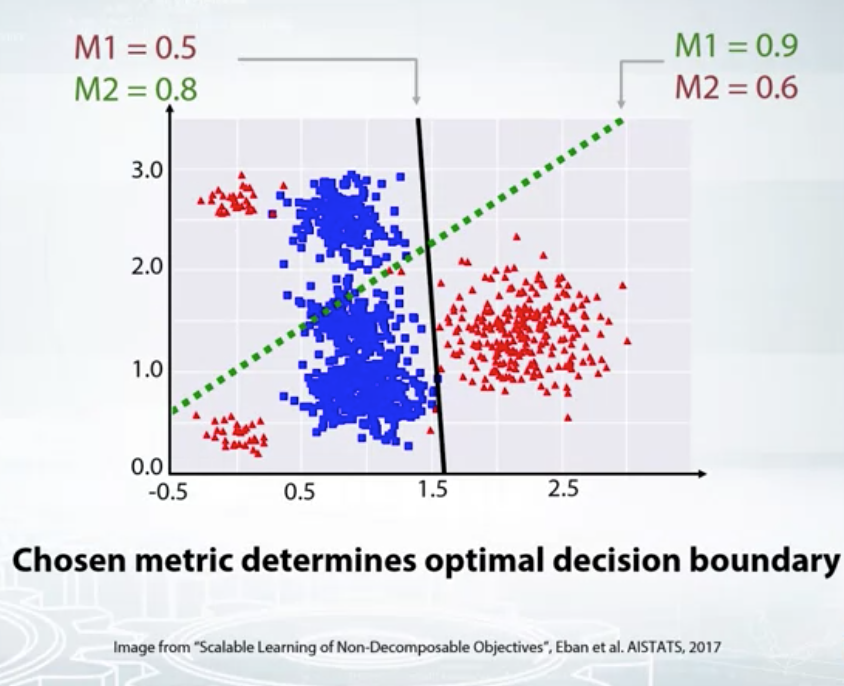 M1 = 0.5
M2 = 0.8
M1 = 0.9
M2 = 0.6
3.0
2.0
1.0
0.0
-0.5
0.5
1.5
2.5
Chosen metric determines optimal decision boundary
Image from “Scalable Learning of Non-Decomposable Objectives”, Eban et al. AISTATS, 2017